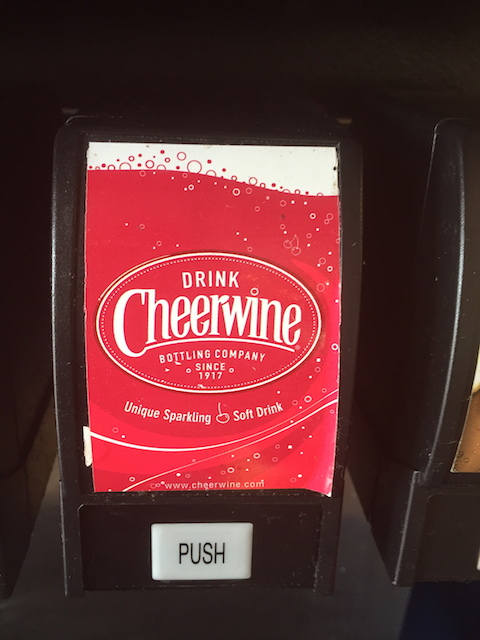 DRINK
Cheerwine
BOTTLING COMPANY
SINCE
1917
Unique Sparkling Soft Drink
www.cheerwine.com
PUSH